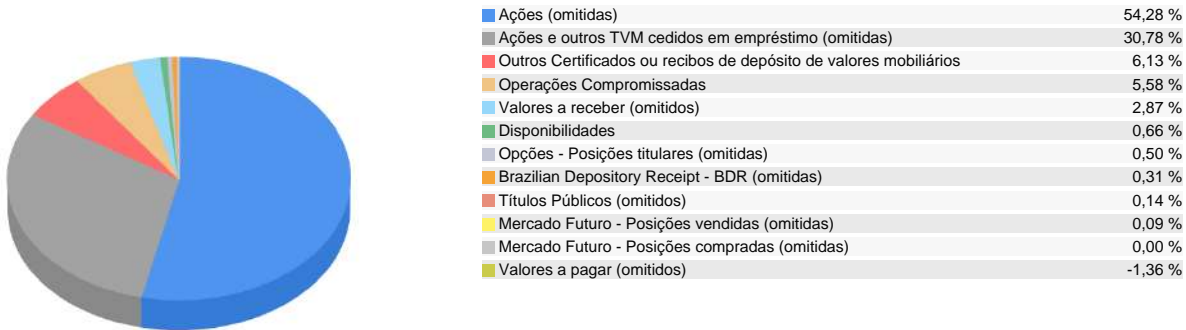 Ações (omitidas) 54,28 %
Ações e outros TVM cedidos em empréstimo (omitidas) 30,78 %
Outros Certificados ou recibos de depósito de valores mobiliários 6,13 %
Operações Compromissadas 5,58 %
Valores a receber (omitidos) 2,87 %
Disponibilidades 0,66 %
Opções - Posições titulares (omitidas) 0,50 %
Brazilian Depository Receipt - BDR (omitidas) 0,31 %
Títulos Públicos (omitidos) 0,14 %
Mercado Futuro - Posições vendidas (omitidas) 0,09 %
Mercado Futuro - Posições compradas (omitidas) 0,00 %
Valores a pagar (omitidos) -1,36 %